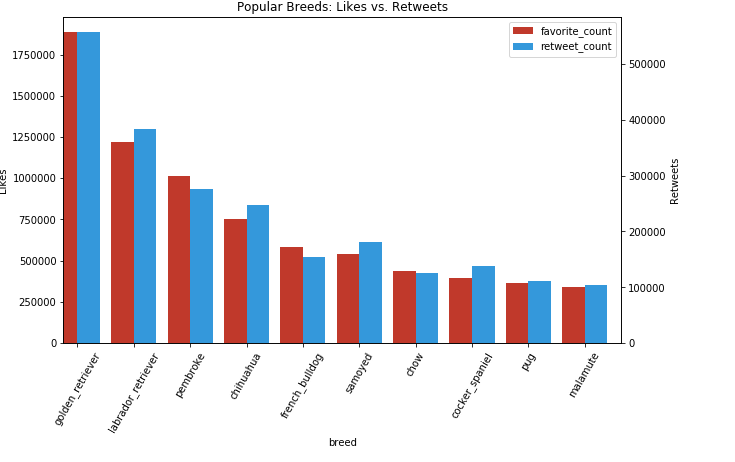 Popular Breeds: Likes vs. Retweets
favorite_count
retweet_count
1750000
1500000
1250000
1000000
750000
500000
250000
0
Likes
500000
400000
300000
200000
100000
0
Retweets
golden_retriever
labrador_retriever
pembroke
chihuahua
french_bulldog
samoyed
chow
cocker_spaniel
pug
malamute
breed